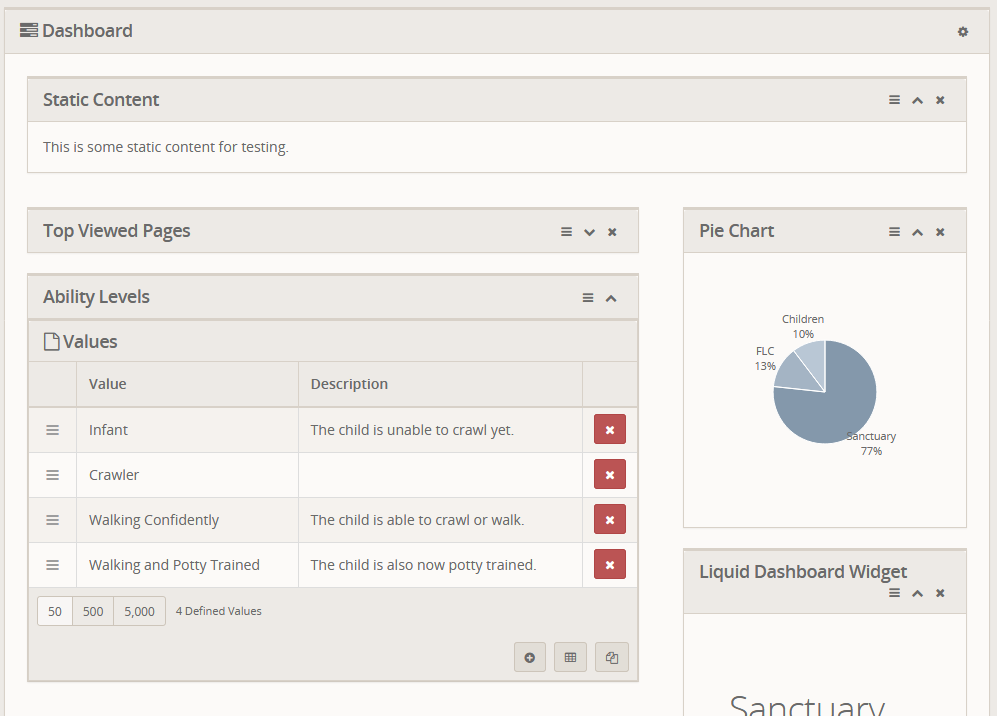 Dashboard
Static Content
This is some static content for testing.
Top Viewed Pages
Ability Levels
Values
Value Description
Infant The child is unable to crawl yet.
Crawler
Walking Confidently The child is able to crawl or walk.
Walking and Potty Trained The child is also now potty trained.
50 500 5,000 4 Defined Values
Pie Chart
Children
10%
FLC
13%
Sanctuary
77%
Liquid Dashboard Widget
Sanctuary